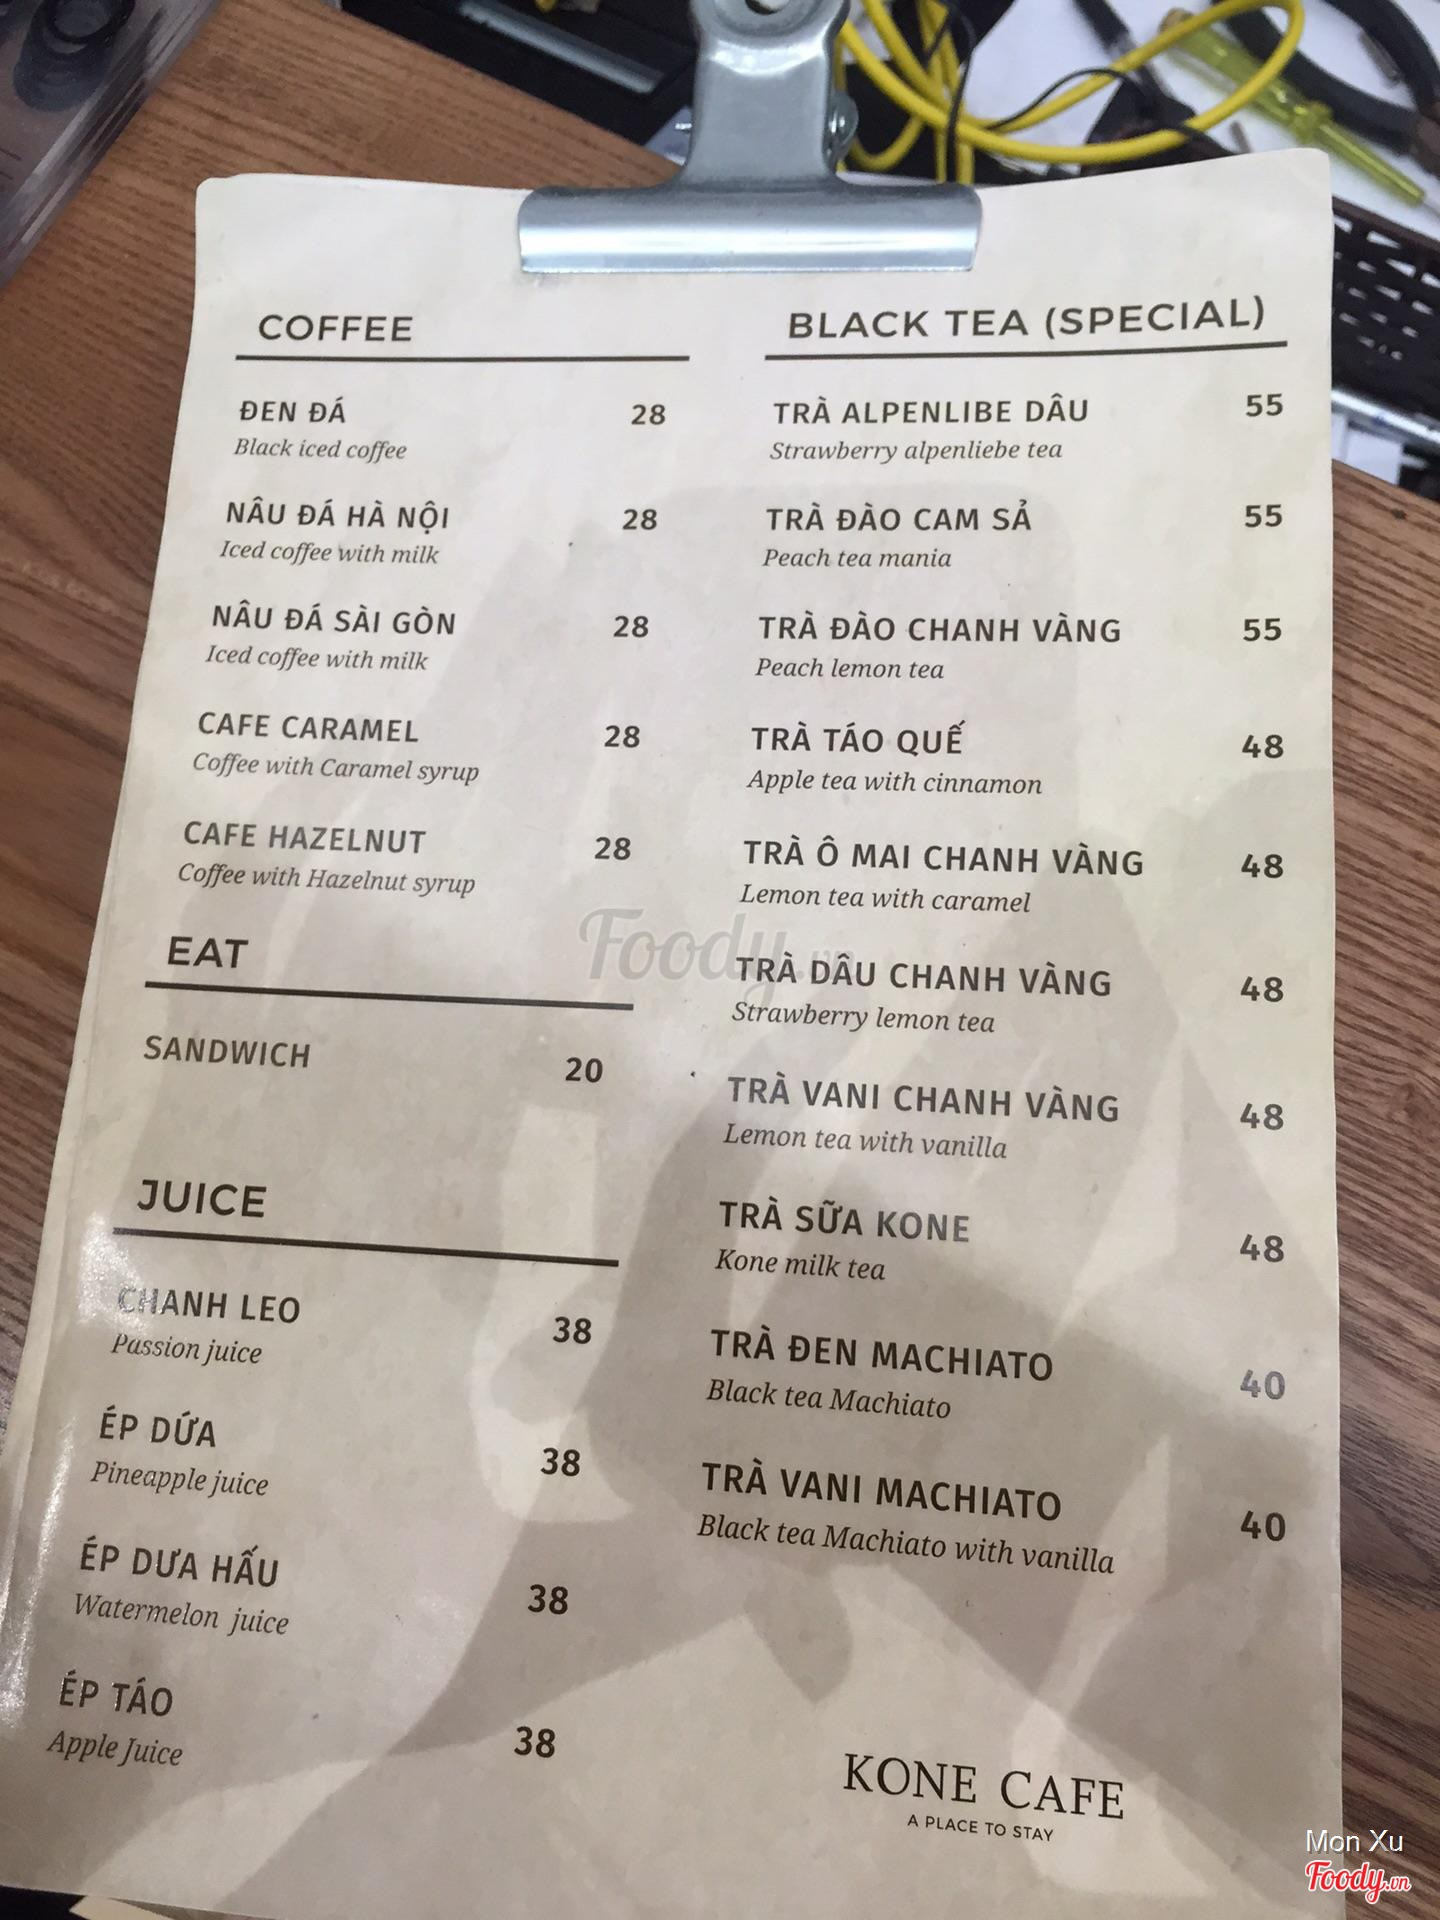 COFFEE
ĐEN ĐÁ 28
Black iced coffee
NÂU ĐÁ HÀ NỘI 28
Iced coffee with milk
NÂU ĐÁ SÀI GÒN 28
Iced coffee with milk
CAFE CARAMEL 28
Coffee with Caramel syrup
CAFE HAZELNUT 28
Coffee with Hazelnut syrup
EAT
SANDWICH 20
JUICE
CHANH LEO 38
Passion juice
ÉP DỨA 38
Pineapple juice
ÉP DƯA HẤU 38
Watermelon juice
ÉP TÁO 38
Apple Juice
BLACK TEA (SPECIAL)
TRÀ ALPENLIBE DÂU 55
Strawberry alpenliebe tea
TRÀ ĐÀO CAM SẢ 55
Peach tea mania
TRÀ ĐÀO CHANH VÀNG 55
Peach lemon tea
TRÀ TÁO QUẾ 48
Apple tea with cinnamon
TRÀ Ô MAI CHANH VÀNG 48
Lemon tea with caramel
TRÀ DÂU CHANH VÀNG 48
Strawberry lemon tea
TRÀ VANI CHANH VÀNG 48
Lemon tea with vanilla
TRÀ SỮA KONE 48
Kone milk tea
TRÀ ĐEN MACHIATO 40
Black tea Machiato
TRÀ VANI MACHIATO 40
Black tea Machiato with vanilla
KONE CAFE
A PLACE TO STAY
Foody.vn
Mon Xu
Foody.vn